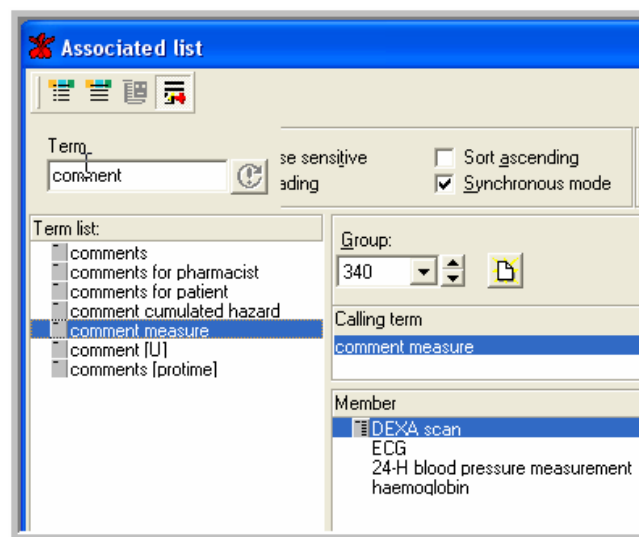 Associated list
Term
comment
se sensitive
ading
Sort ascending
Synchronous mode
Term list:
comments
comments for pharmacist
comments for patient
comment cumulated hazard
comment measure
comment [U]
comments [protime]
Group:
340
Calling term
comment measure
Member
DEXA scan
ECG
24-H blood pressure measurement
haemoglobin